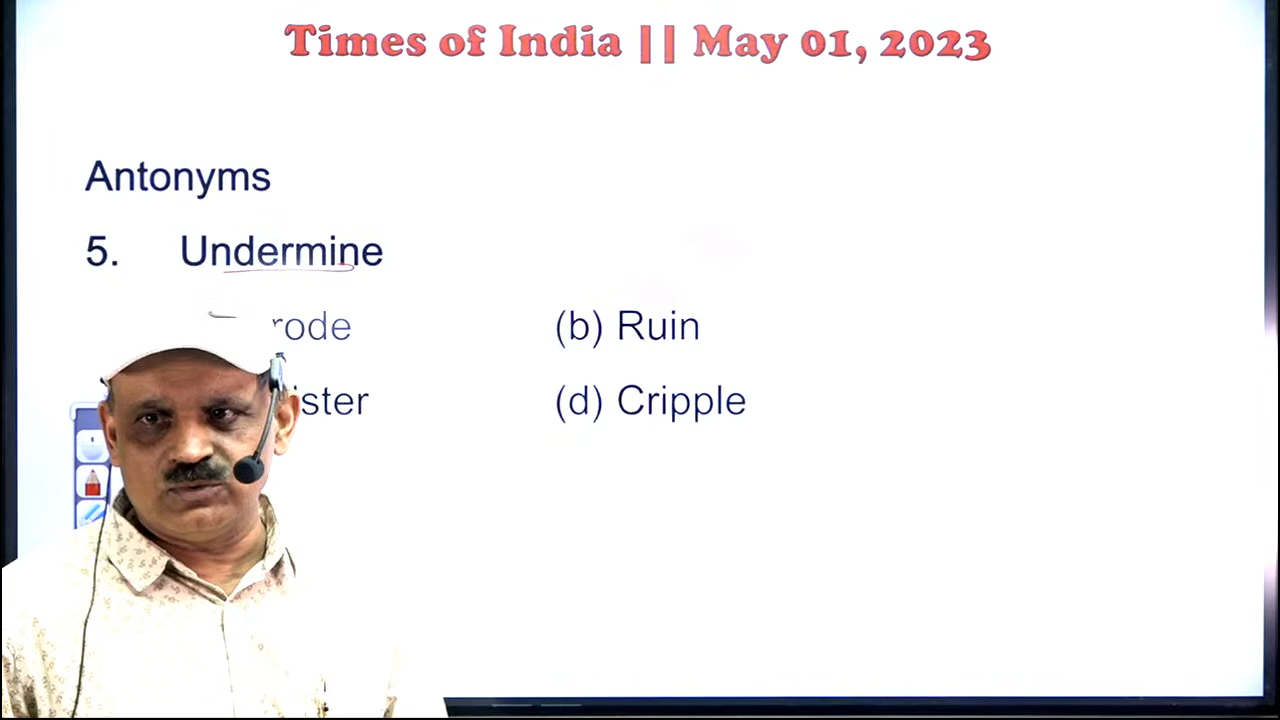 Times of India || May 01, 2023
Antonyms
5. Undermine
rode (b) Ruin
ister (d) Cripple